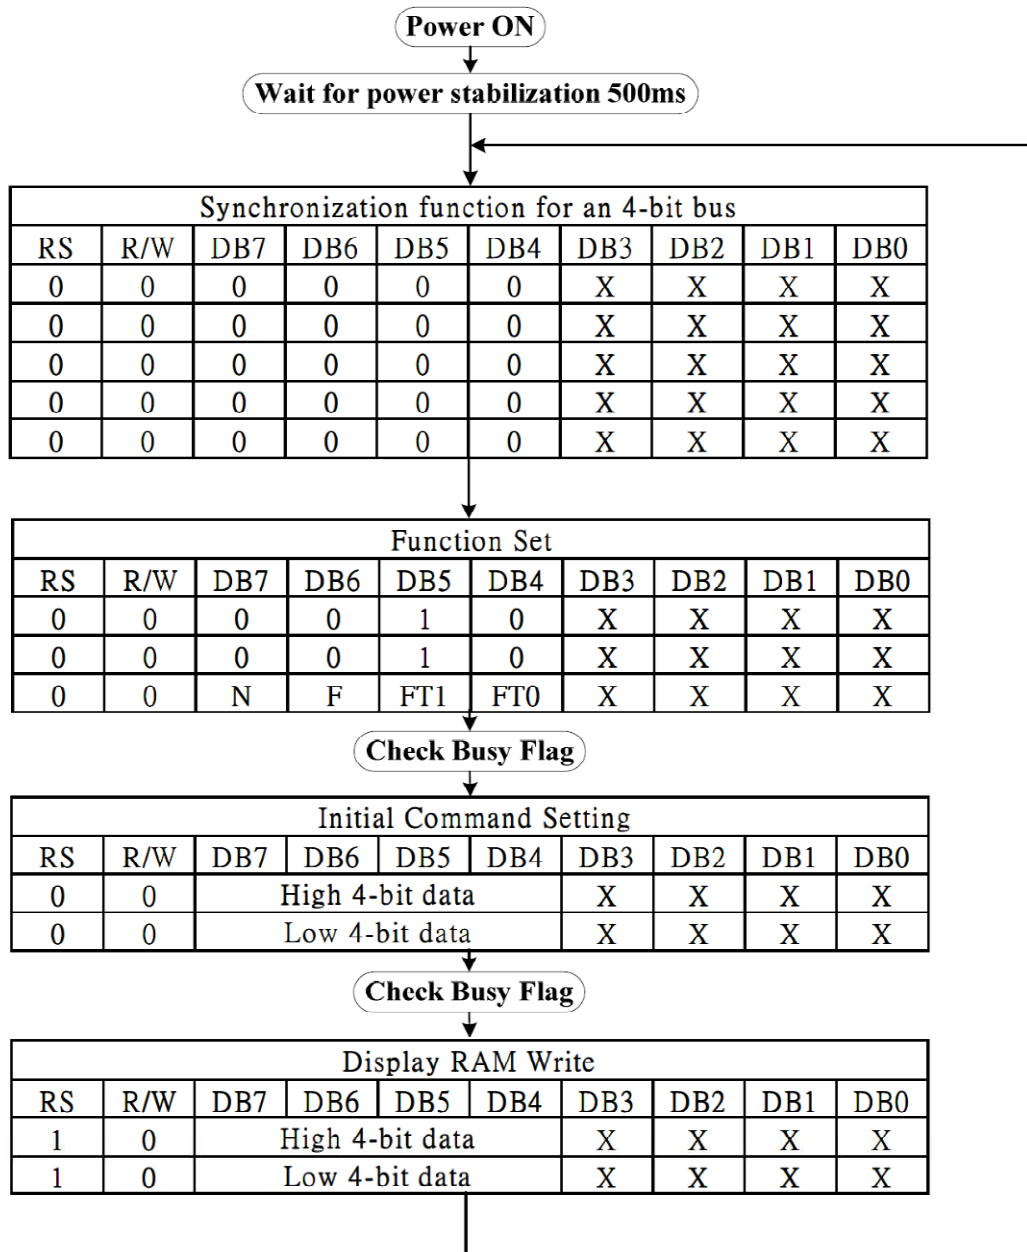 Power ON
Wait for power stabilization 500ms
Synchronization function for an 4-bit bus
RS R/W DB7 DB6 DB5 DB4 DB3 DB2 DB1 DB0
0 0 0 0 0 0 X X X X
0 0 0 0 0 0 X X X X
0 0 0 0 0 0 X X X X
0 0 0 0 0 0 X X X X
0 0 0 0 0 0 X X X X
Function Set
RS R/W DB7 DB6 DB5 DB4 DB3 DB2 DB1 DB0
0 0 0 0 1 0 X X X X
0 0 0 0 1 0 X X X X
0 0 N F FT1 FT0 X X X X
Check Busy Flag
Initial Command Setting
RS R/W DB7 DB6 DB5 DB4 DB3 DB2 DB1 DB0
0 0 High 4-bit data X X X X
0 0 Low 4-bit data X X X X
Check Busy Flag
Display RAM Write
RS R/W DB7 DB6 DB5 DB4 DB3 DB2 DB1 DB0
1 0 High 4-bit data X X X X
1 0 Low 4-bit data X X X X